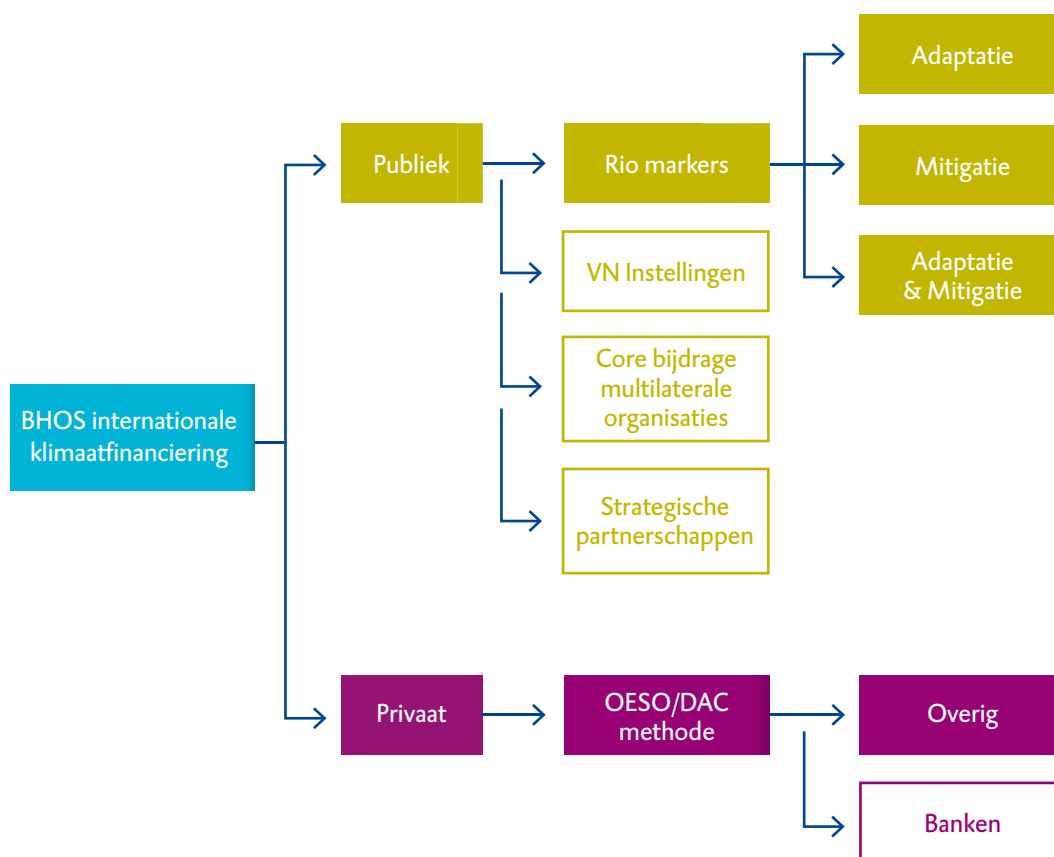 Adaptatie
Publiek
Rio markers
Mitigatie
VN Instellingen
Adaptatie
& Mitigatie
Core bijdrage
multilaterale
organisaties
BHOS internationale
klimaatfinanciering
Strategische
partnerschappen
Privaat
OESO/DAC
methode
Overig
Banken